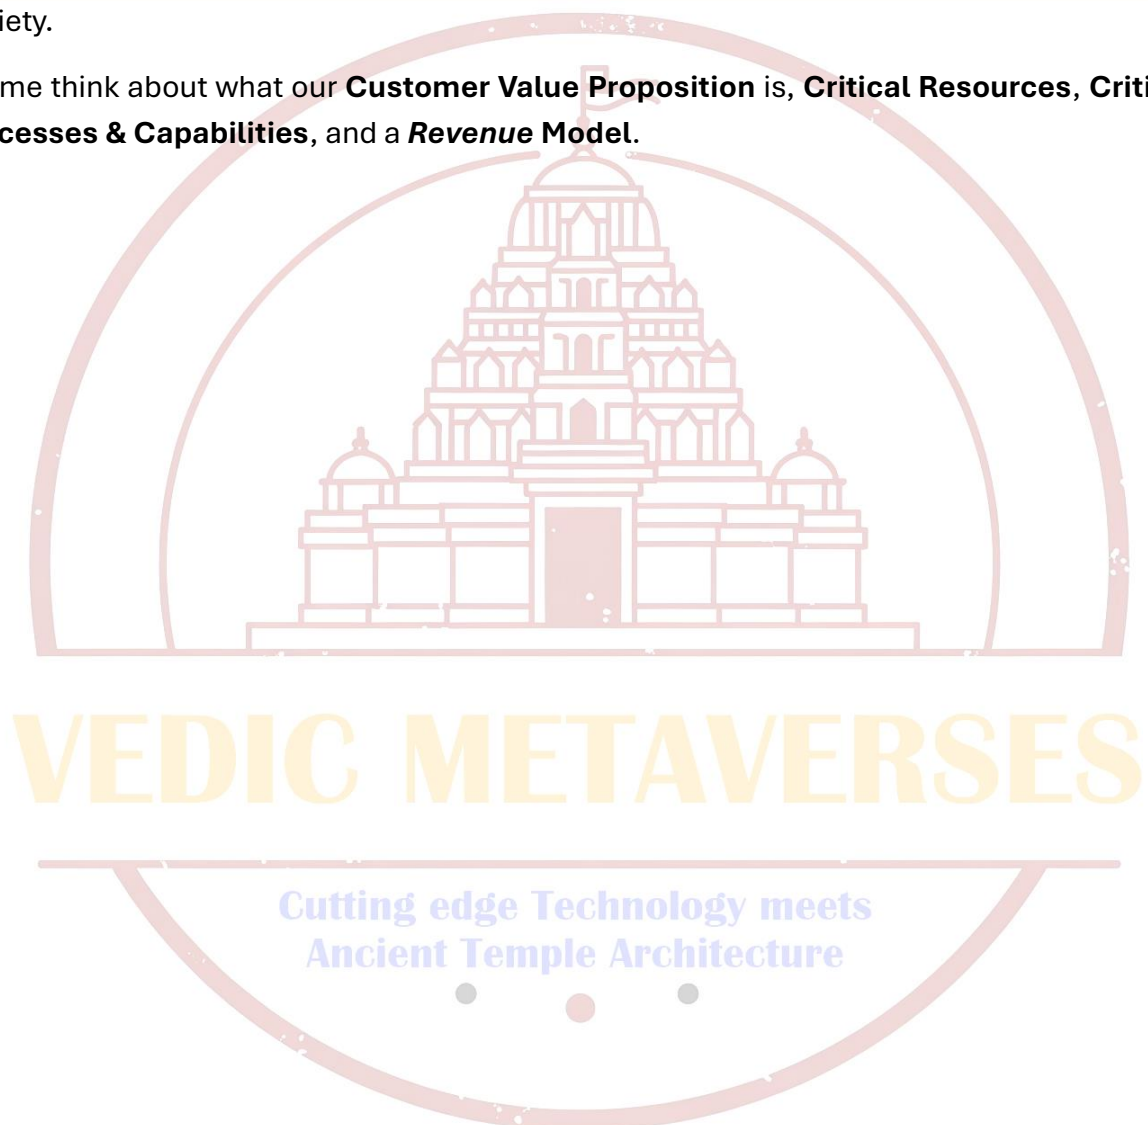 iety.
me think about what our Customer Value Proposition is, Critical Resources, Criti
cesses & Capabilities, and a Revenue Model.
VEDIC METAVERSES
Cutting edge Technology meets
Ancient Temple Architecture